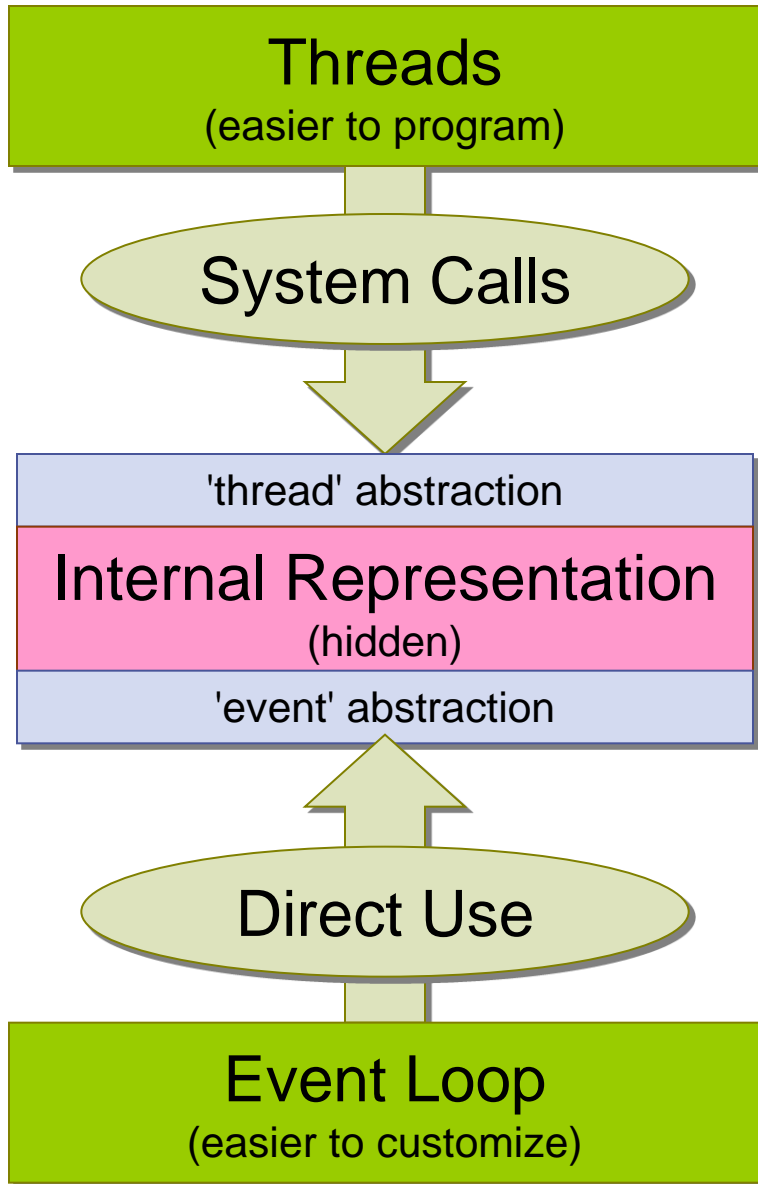 Threads
(easier to program)
System Calls
'thread' abstraction
Internal Representation
(hidden)
'event' abstraction
Direct Use
Event Loop
(easier to customize)